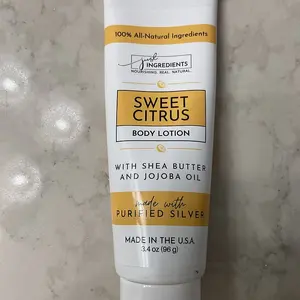 100% All-Natural Ingredients
just
INGREDIENTS
NOURISHING. REAL. NATURAL.
SWEET
CITRUS
BODY LOTION
WITH SHEA BUTTER
AND JOJOBA OIL
made with
PURIFIED SILVER
MADE IN THE U.S.A.
3.4 oz (96 g)